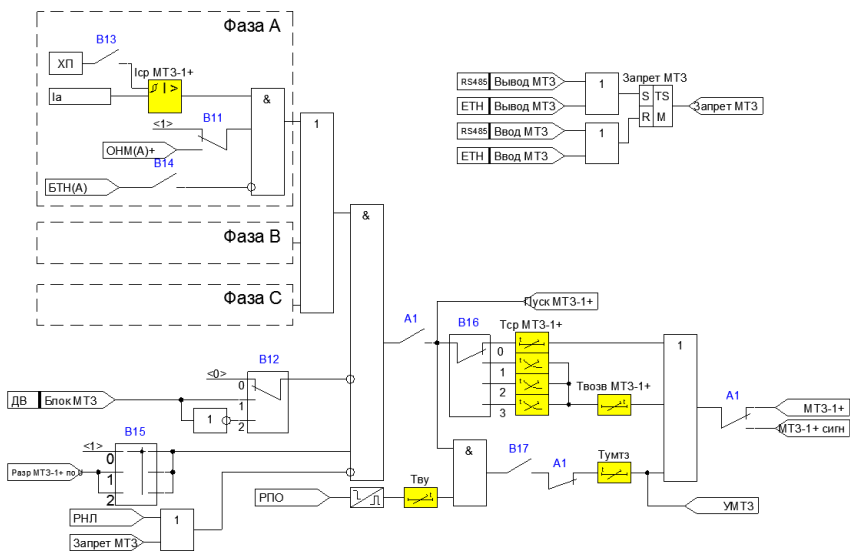 Фаза А
В13
ХП
Iср МТЗ-1+
I >
Ia
&
<1>
В11
1
ОНМ(А)+
В14
БТН(А)
Фаза В
Фаза С
Запрет МТЗ
RS485 Вывод МТЗ
1
ETH Вывод МТЗ
S TS
Запрет МТЗ
RS485 Ввод МТЗ
1
R M
ETH Ввод МТЗ
&
А1
Пуск МТЗ-1+
В16
Тср МТЗ-1+
0
t
1
1
t
2
t
3
t
Твозв МТЗ-1+
t
А1
МТЗ-1+
МТЗ-1+ сигн
В12
<0>
0
ДВ Блок МТЗ
1
1
2
В15
<1>
0
Разр МТЗ-1+ по U
1
2
&
В17
А1
Тумтз
t
РПО
Тву
t
УМТЗ
РНЛ
1
Запрет МТЗ